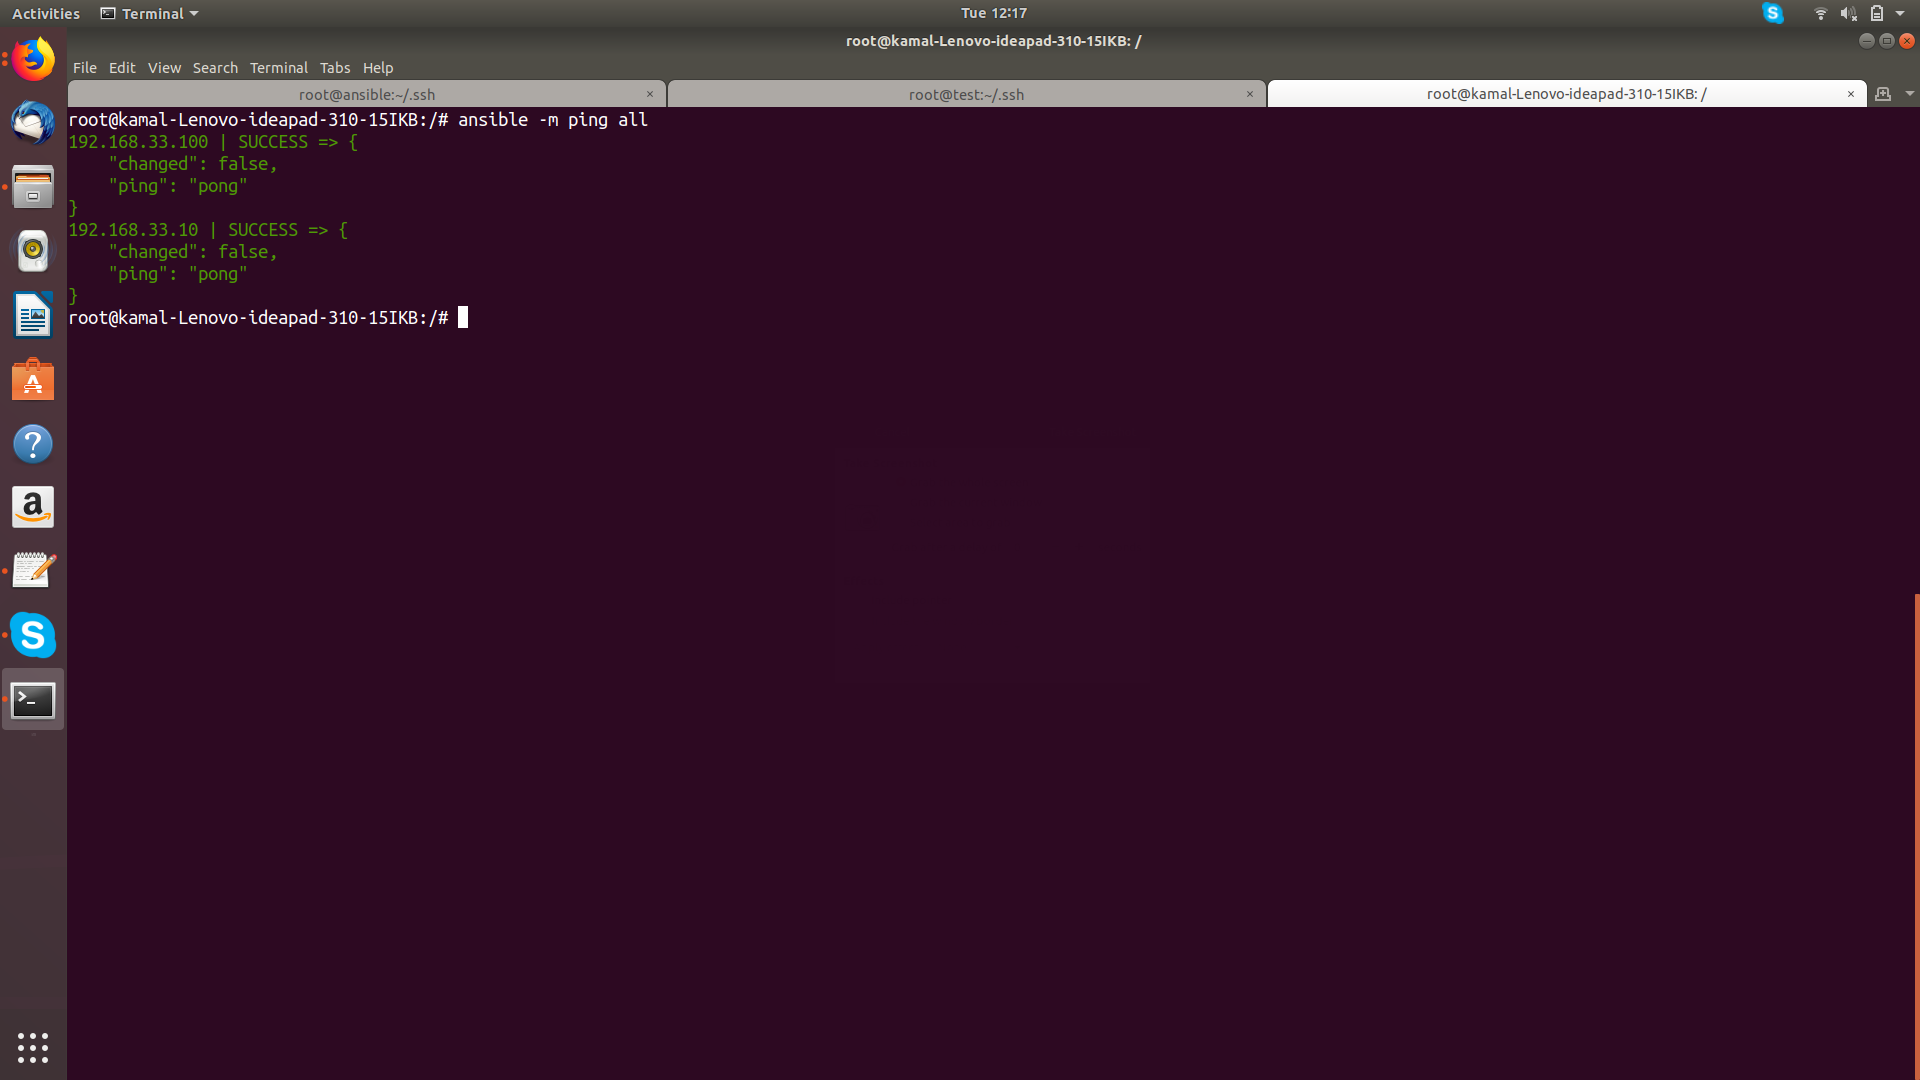 Activities Terminal Tue 12:17
root@kamal-Lenovo-ideapad-310-15IKB: /
File Edit View Search Terminal Tabs Help
root@ansible:~/.ssh × root@test:~/.ssh × root@kamal-Lenovo-ideapad-310-15IKB: / ×
root@kamal-Lenovo-ideapad-310-15IKB:/# ansible -m ping all
192.168.33.100 | SUCCESS => {
    "changed": false,
    "ping": "pong"
}
192.168.33.10 | SUCCESS => {
    "changed": false,
    "ping": "pong"
}
root@kamal-Lenovo-ideapad-310-15IKB:/#